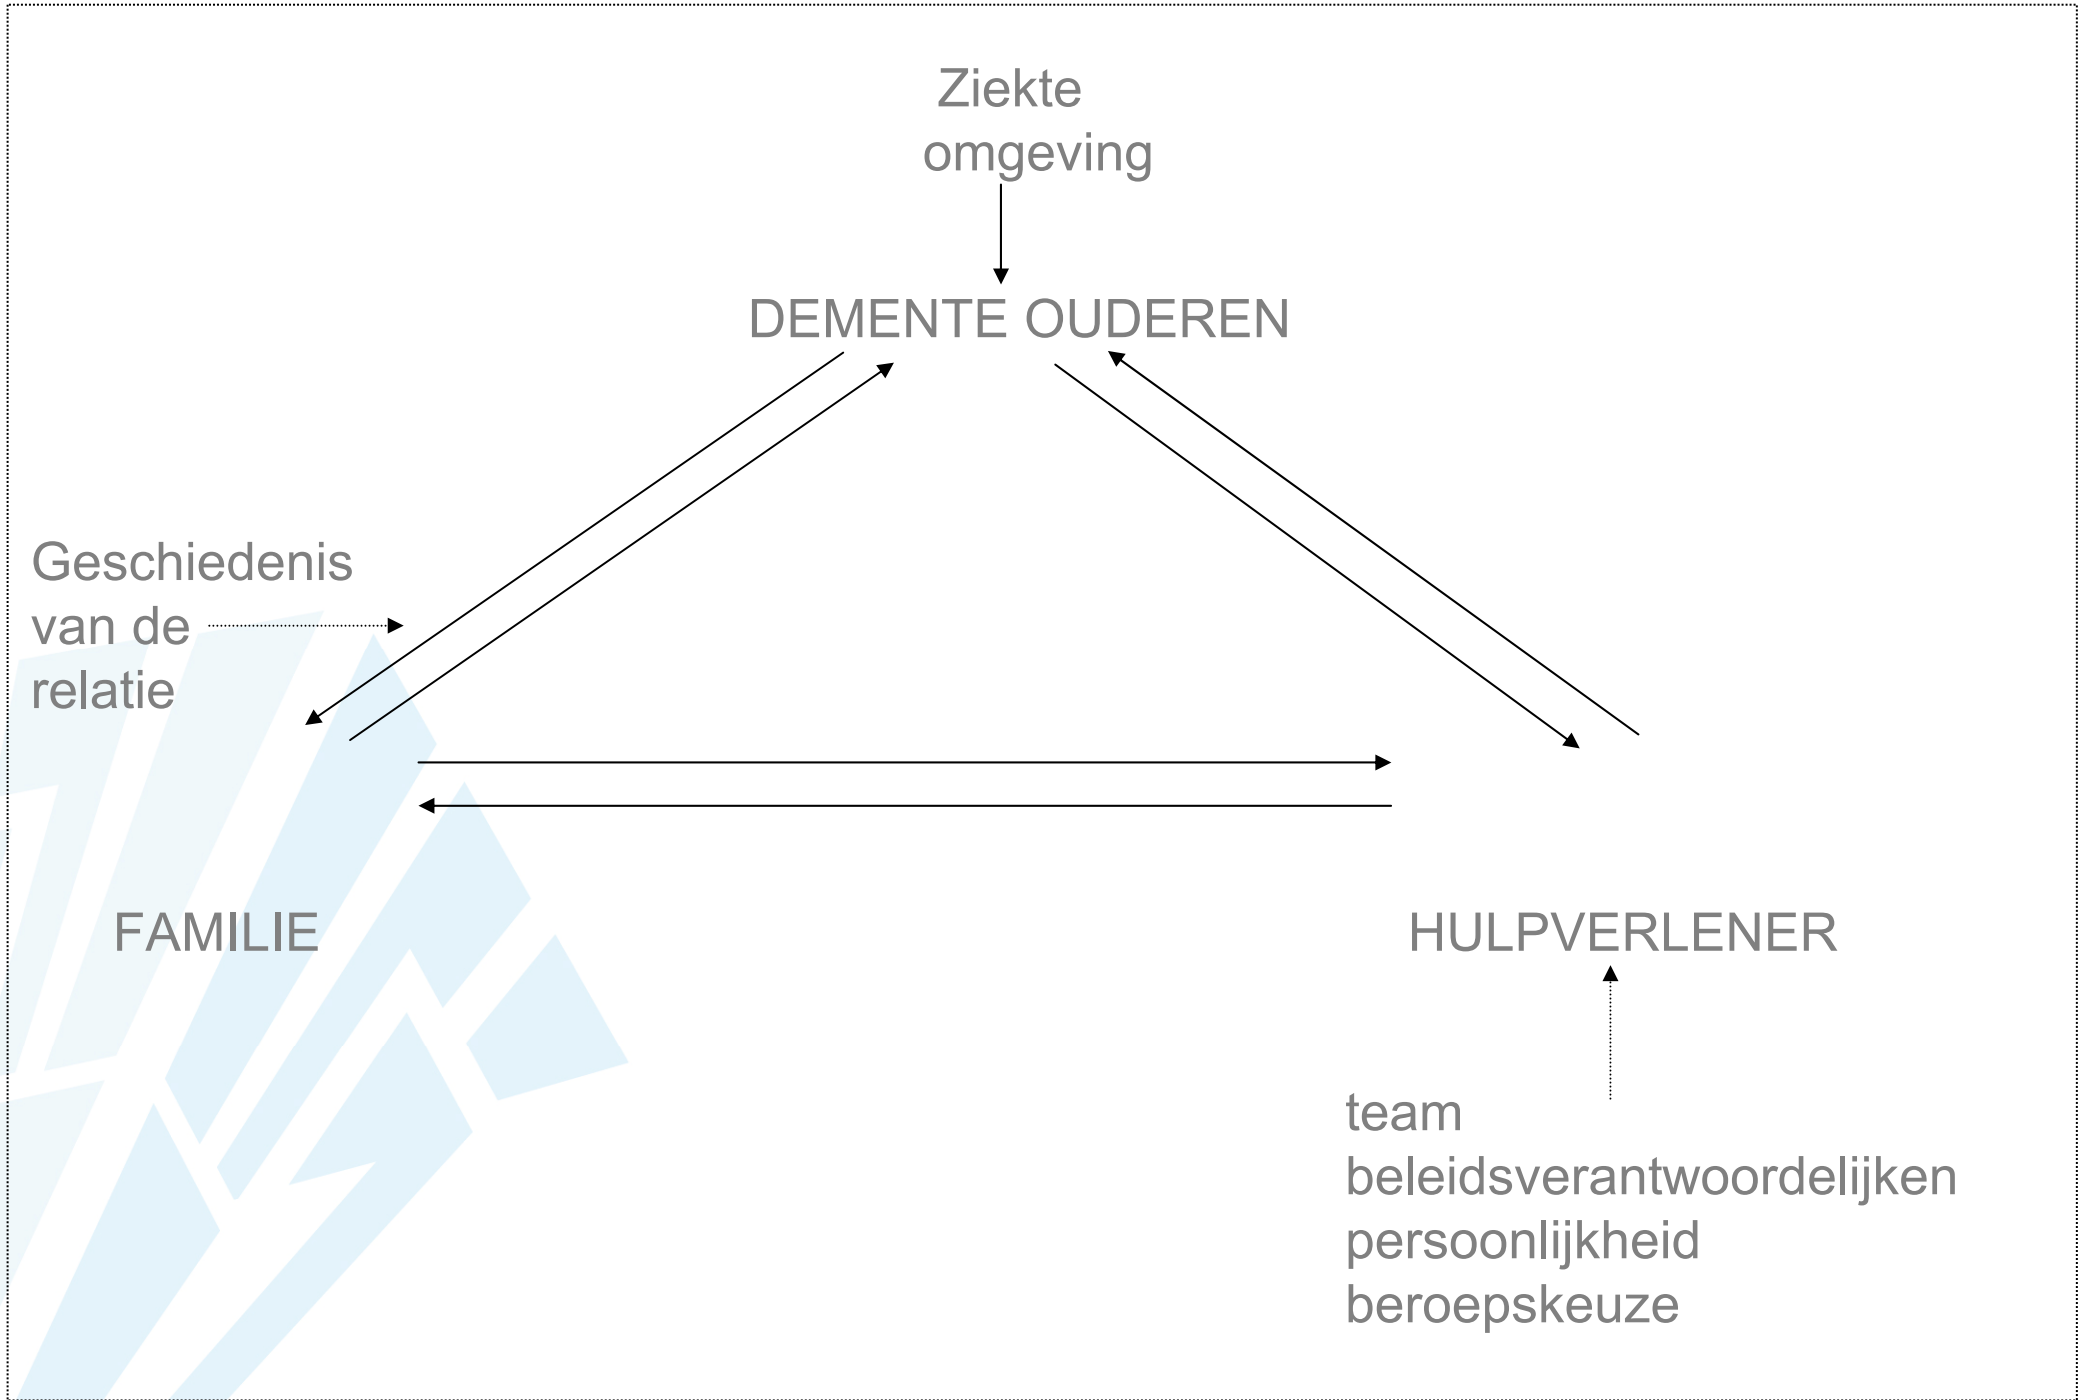 Ziekte
omgeving
DEMENTE OUDEREN
Geschiedenis
van de
relatie
FAMILIE
HULPVERLENER
team
beleidsverantwoordelijken
persoonlijkheid
beroepskeuze